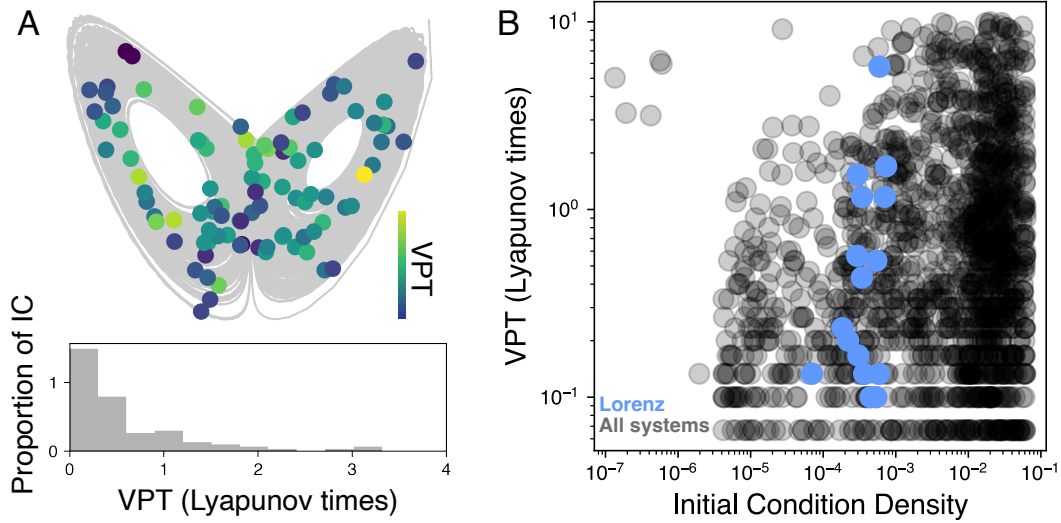 A
VPT
Proportion of IC
1
0
0 1 2 3 4
VPT (Lyapunov times)
B
VPT (Lyapunov times)
10¹
10⁰
10⁻¹
Lorenz
All systems
10⁻⁷ 10⁻⁶ 10⁻⁵ 10⁻⁴ 10⁻³ 10⁻² 10⁻¹
Initial Condition Density